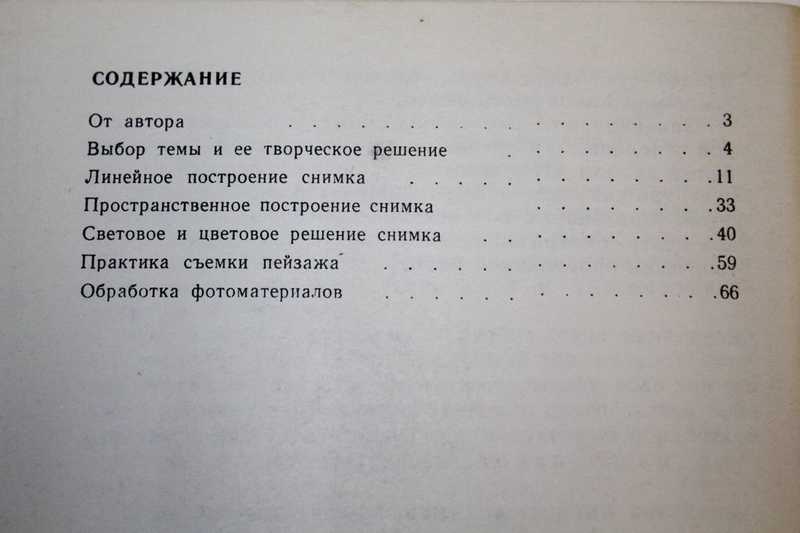 СОДЕРЖАНИЕ
От автора . . . . . . . . . . . . . . . . . . 3
Выбор темы и ее творческое решение . . . . . . . . . 4
Линейное построение снимка . . . . . . . . . . . . . 11
Пространственное построение снимка . . . . . . . . 33
Световое и цветовое решение снимка . . . . . . . . . . 40
Практика съемки пейзажа . . . . . . . . . . . . . . 59
Обработка фотоматериалов . . . . . . . . . . . . . . 66